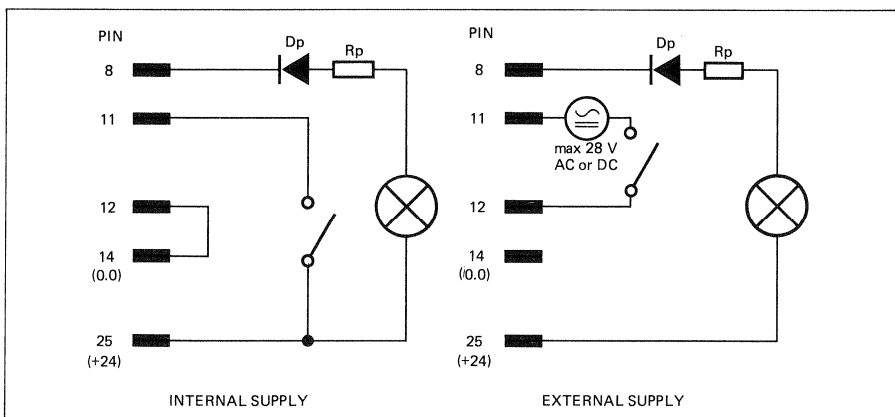 PIN
Dp
Rp
8
11
12
14
(0.0)
25
(+24)
INTERNAL SUPPLY
PIN
Dp
Rp
8
11
max 28 V
AC or DC
12
14
(0.0)
25
(+24)
EXTERNAL SUPPLY